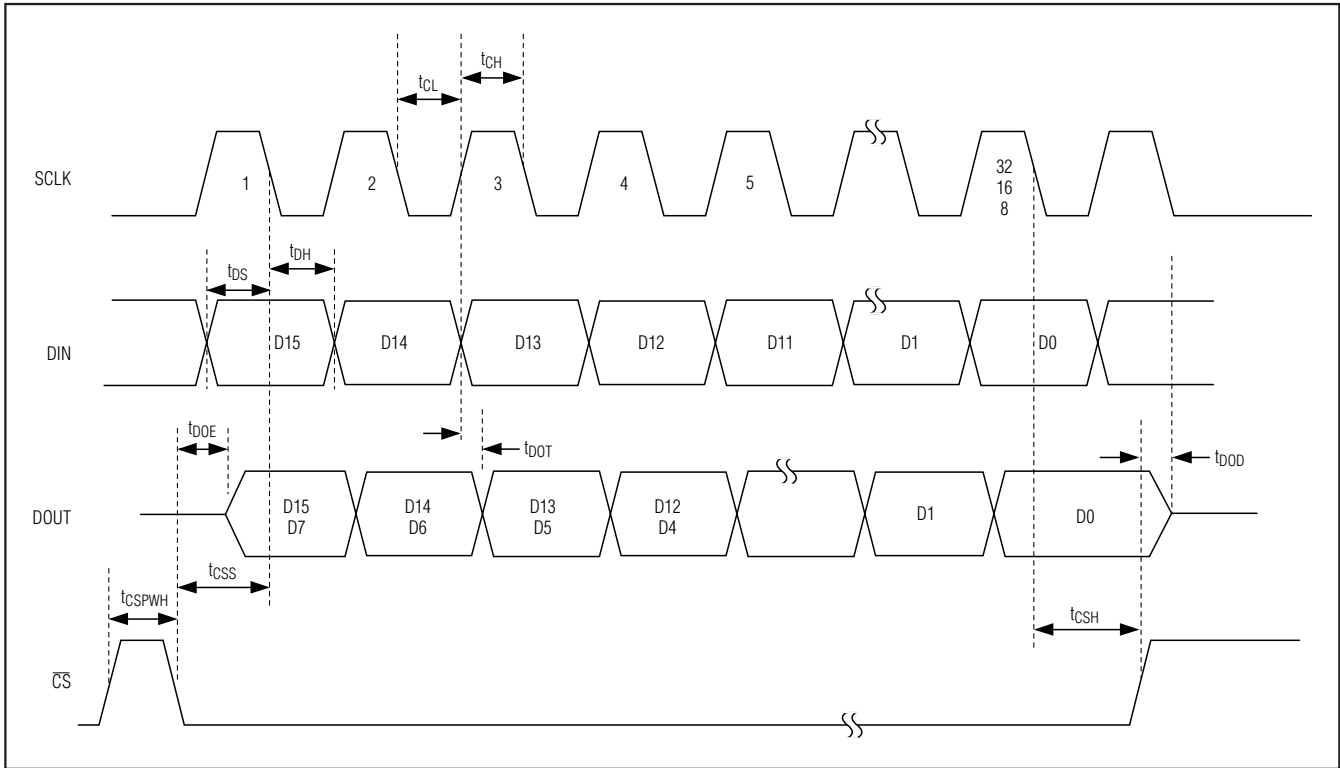 tCL
tCH
SCLK
1
2
3
4
5
32
16
8
tDS
tDH
DIN
D15
D14
D13
D12
D11
D1
D0
tDOE
tDOT
tDOD
DOUT
D15
D7
D14
D6
D13
D5
D12
D4
D1
D0
tCSS
tCSPWH
tCSH
C̅S̅